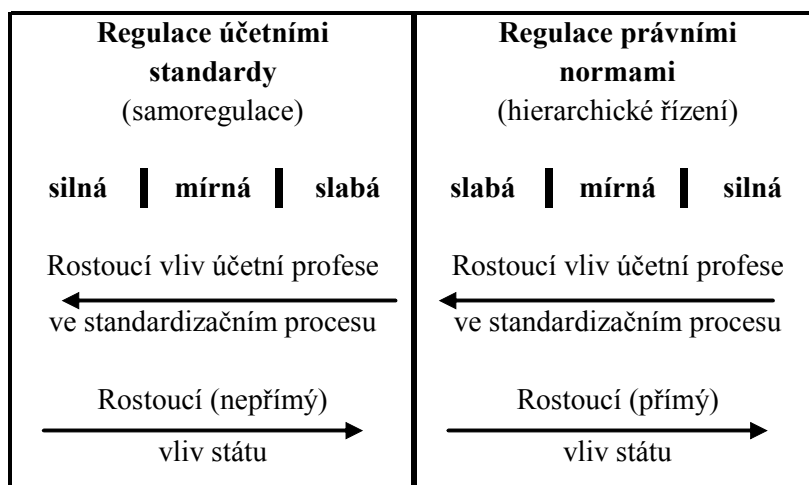 Regulace účetními
standardy
(samoregulace)
silná mírná slabá
Rostoucí vliv účetní profese
ve standardizačním procesu
Rostoucí (nepřímý)
vliv státu
Regulace právními
normami
(hierarchické řízení)
slabá mírná silná
Rostoucí vliv účetní profese
ve standardizačním procesu
Rostoucí (přímý)
vliv státu